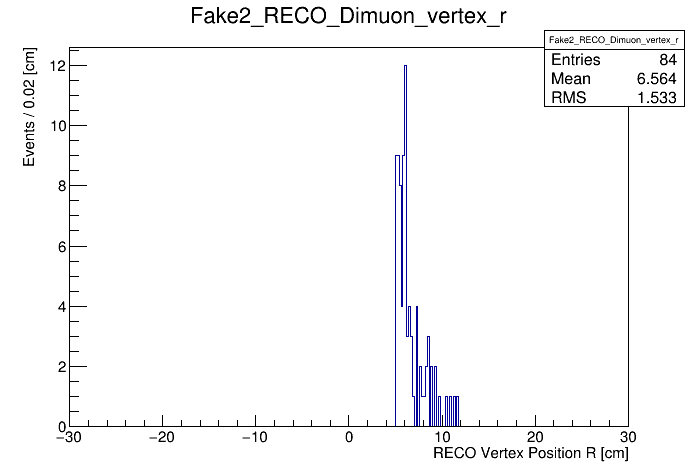 Fake2_RECO_Dimuon_vertex_r
Fake2_RECO_Dimuon_vertex_r
Entries 84
Mean 6.564
RMS 1.533
Events / 0.02 [cm]
12
10
8
6
4
2
0
−30 −20 −10 0 10 20 30
RECO Vertex Position R [cm]